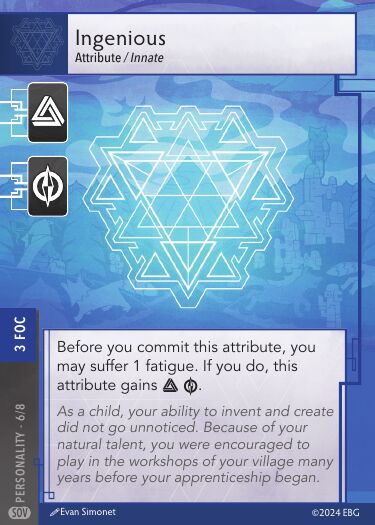 Ingenious
Attribute / Innate
3 FOC
Before you commit this attribute, you
may suffer 1 fatigue. If you do, this
attribute gains .
As a child, your ability to invent and create
did not go unnoticed. Because of your
natural talent, you were encouraged to
play in the workshops of your village many
years before your apprenticeship began.
PERSONALITY - 6/8
SOV
Evan Simonet
©2024 EBG